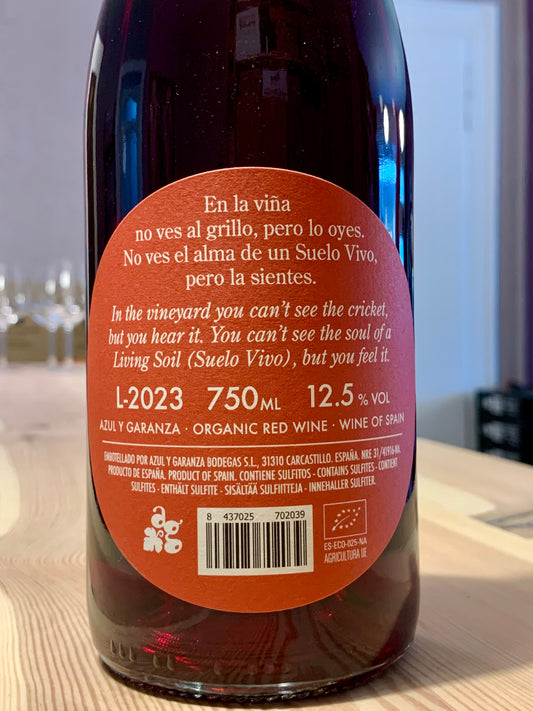 En la viña
no ves al grillo, pero lo oyes.
No ves el alma de un Suelo Vivo,
pero la sientes.
In the vineyard you can't see the cricket,
but you hear it. You can't see the soul of a
Living Soil (Suelo Vivo), but you feel it.
L-2023 750ML 12.5 % VOL
AZUL Y GARANZA · ORGANIC RED WINE · WINE OF SPAIN
EMBOTELLADO POR AZUL Y GARANZA BODEGAS S.L., 31310 CARCASTILLO. ESPAÑA. NRE 31/41916-NA.
PRODUCTO DE ESPAÑA. PRODUCT OF SPAIN. CONTIENE SULFITOS - CONTAINS SULFITES - CONTIENT
SULFITES - ENTHÄLT SULFITE - SISÄLTÄÄ SULFIITTEJA - INNEHALLER SULFITER.
8 437025 702039
ES-ECO-025-NA
AGRICULTURA UE